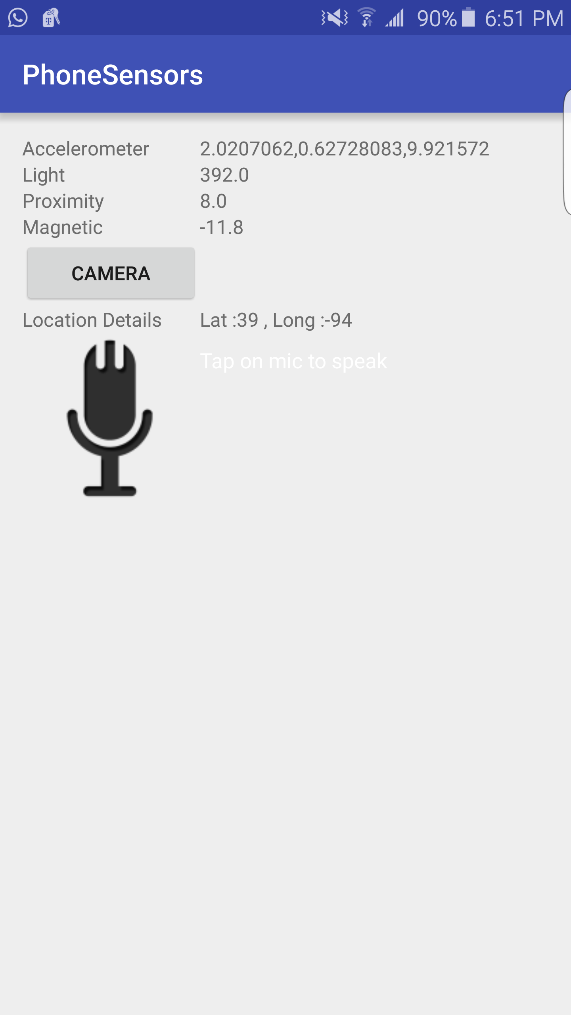 90% 6:51 PM
PhoneSensors
Accelerometer 2.0207062,0.62728083,9.921572
Light 392.0
Proximity 8.0
Magnetic -11.8
CAMERA
Location Details Lat :39 , Long :-94
Tap on mic to speak